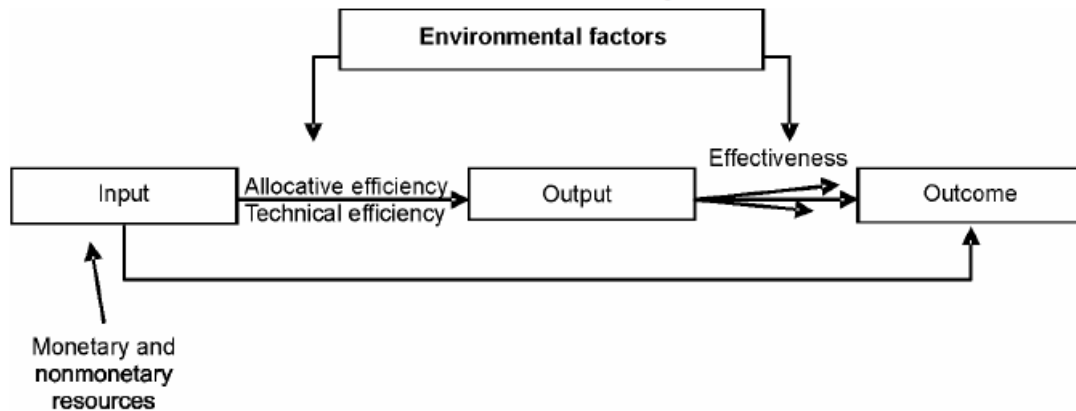 Environmental factors
Effectiveness
Input
Allocative efficiency
Technical efficiency
Output
Outcome
Monetary and
nonmonetary
resources